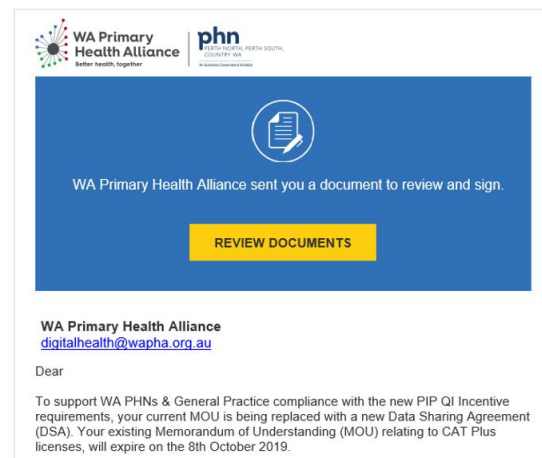 WA Primary
Health Alliance
Better health, together
phn
PERTH NORTH, PERTH SOUTH,
COUNTRY WA
An Australian Government Initiative
WA Primary Health Alliance sent you a document to review and sign.
REVIEW DOCUMENTS
WA Primary Health Alliance
digitalhealth@wapha.org.au
Dear
To support WA PHNs & General Practice compliance with the new PIP QI Incentive
requirements, your current MOU is being replaced with a new Data Sharing Agreement
(DSA). Your existing Memorandum of Understanding (MOU) relating to CAT Plus
licenses, will expire on the 8th October 2019.